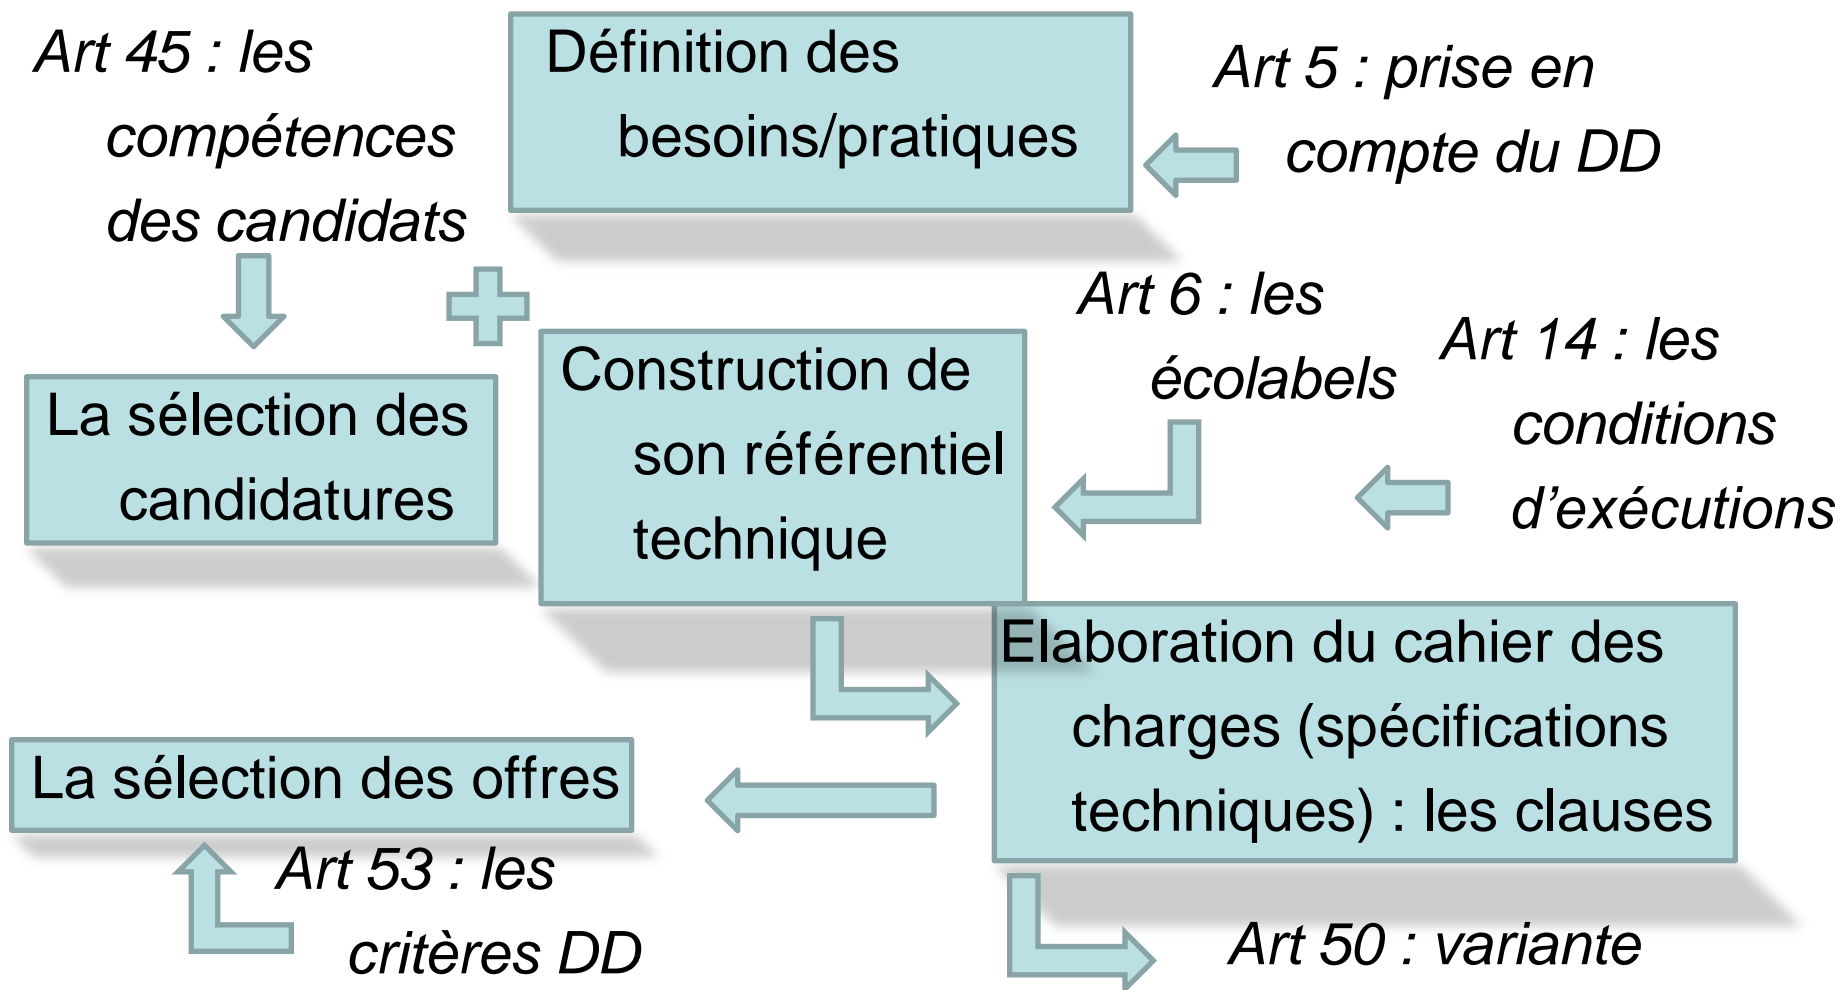 Art 45 : les
compétences
des candidats
Définition des
besoins/pratiques
Art 5 : prise en
compte du DD
La sélection des
candidatures
Construction de
son référentiel
technique
Art 6 : les
écolabels
Art 14 : les
conditions
d’exécutions
Elaboration du cahier des
charges (spécifications
techniques) : les clauses
La sélection des offres
Art 53 : les
critères DD
Art 50 : variante